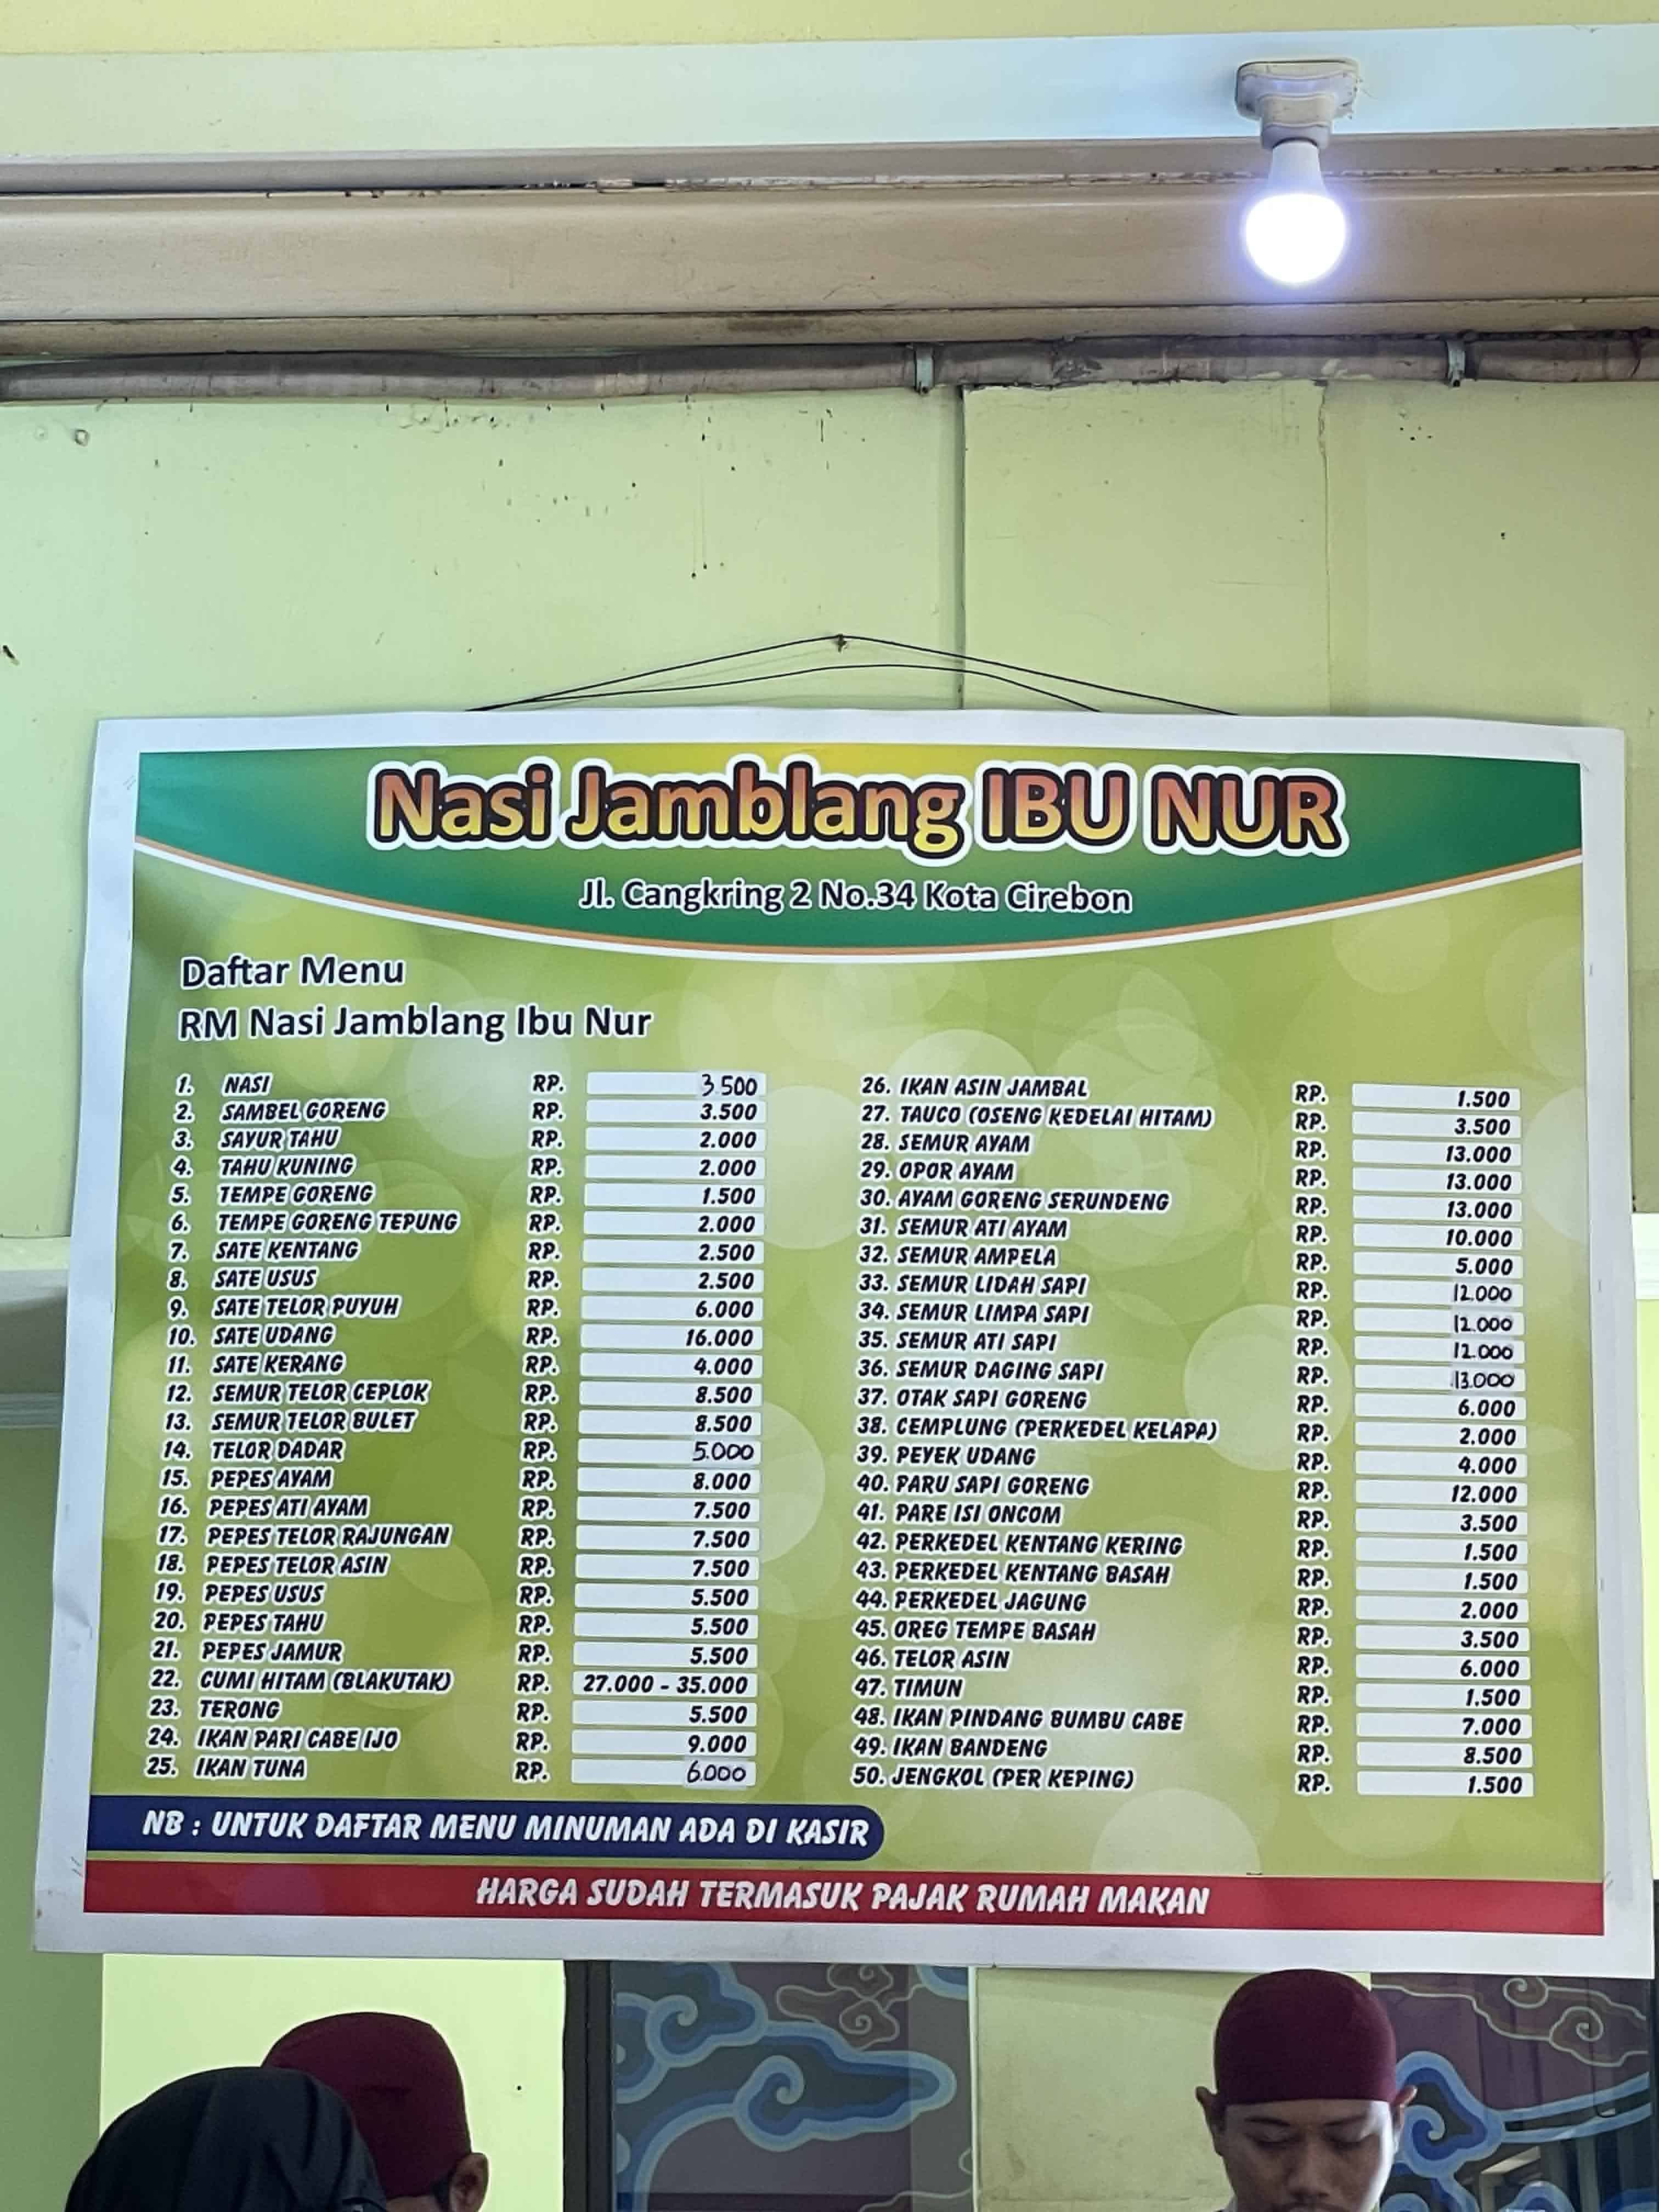 Nasi Jamblang IBU NUR
Jl. Cangkring 2 No.34 Kota Cirebon
Daftar Menu
RM Nasi Jamblang Ibu Nur
1. NASI RP. 3.500
2. SAMBEL GORENG RP. 3.500
3. SAYUR TAHU RP. 2.000
4. TAHU KUNING RP. 2.000
5. TEMPE GORENG RP. 1.500
6. TEMPE GORENG TEPUNG RP. 2.000
7. SATE KENTANG RP. 2.500
8. SATE USUS RP. 2.500
9. SATE TELOR PUYUH RP. 6.000
10. SATE UDANG RP. 16.000
11. SATE KERANG RP. 4.000
12. SEMUR TELOR CEPLOK RP. 8.500
13. SEMUR TELOR BULET RP. 8.500
14. TELOR DADAR RP. 5.000
15. PEPES AYAM RP. 8.000
16. PEPES ATI AYAM RP. 7.500
17. PEPES TELOR RAJUNGAN RP. 7.500
18. PEPES TELOR ASIN RP. 7.500
19. PEPES USUS RP. 5.500
20. PEPES TAHU RP. 5.500
21. PEPES JAMUR RP. 5.500
22. CUMI HITAM (BLAKUTAK) RP. 27.000 - 35.000
23. TERONG RP. 5.500
24. IKAN PARI CABE IJO RP. 9.000
25. IKAN TUNA RP. 6.000
26. IKAN ASIN JAMBAL RP. 1.500
27. TAUCO (OSENG KEDELAI HITAM) RP. 3.500
28. SEMUR AYAM RP. 13.000
29. OPOR AYAM RP. 13.000
30. AYAM GORENG SERUNDENG RP. 13.000
31. SEMUR ATI AYAM RP. 10.000
32. SEMUR AMPELA RP. 5.000
33. SEMUR LIDAH SAPI RP. 12.000
34. SEMUR LIMPA SAPI RP. 12.000
35. SEMUR ATI SAPI RP. 12.000
36. SEMUR DAGING SAPI RP. 13.000
37. OTAK SAPI GORENG RP. 6.000
38. CEMPLUNG (PERKEDEL KELAPA) RP. 2.000
39. PEYEK UDANG RP. 4.000
40. PARU SAPI GORENG RP. 12.000
41. PARE ISI ONCOM RP. 3.500
42. PERKEDEL KENTANG KERING RP. 1.500
43. PERKEDEL KENTANG BASAH RP. 1.500
44. PERKEDEL JAGUNG RP. 2.000
45. OREG TEMPE BASAH RP. 3.500
46. TELOR ASIN RP. 6.000
47. TIMUN RP. 1.500
48. IKAN PINDANG BUMBU CABE RP. 7.000
49. IKAN BANDENG RP. 8.500
50. JENGKOL (PER KEPING) RP. 1.500
NB : UNTUK DAFTAR MENU MINUMAN ADA DI KASIR
HARGA SUDAH TERMASUK PAJAK RUMAH MAKAN